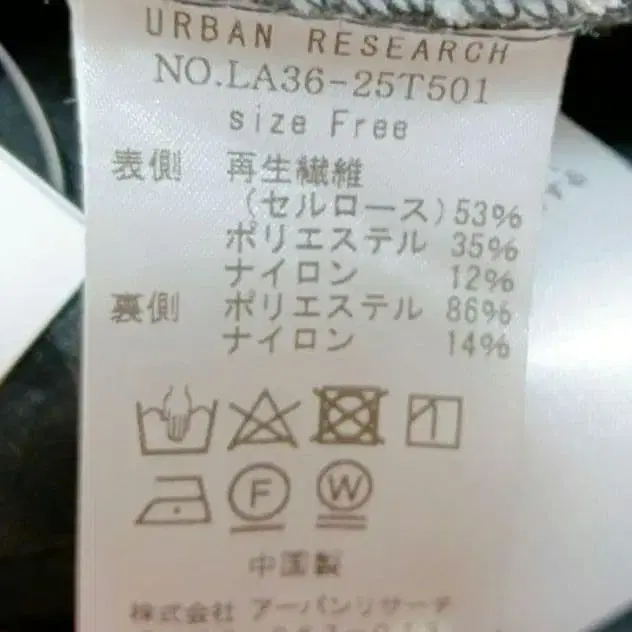 URBAN RESEARCH
NO.LA36-25T501
size Free
表側 再生繊維
(セルロース) 53%
ポリエステル 35%
ナイロン 12%
裏側 ポリエステル 86%
ナイロン 14%
F W
中国製
株式会社 アーバンリサーチ